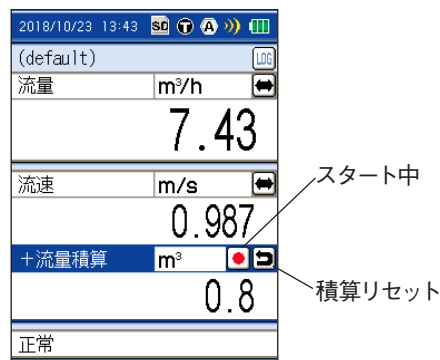 2018/10/23 13:43 SD T A
(default) LOG
流量 m³/h
7.43
流速 m/s
0.987
+流量積算 m³
0.8
正常
スタート中
積算リセット